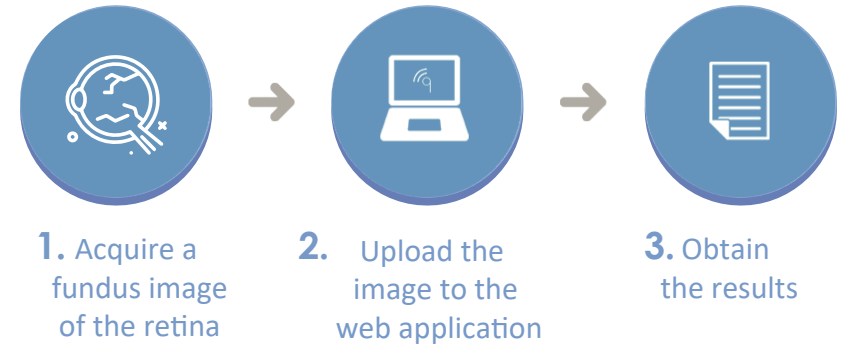 1. Acquire a
fundus image
of the retina
2. Upload the
image to the
web application
3. Obtain
the results